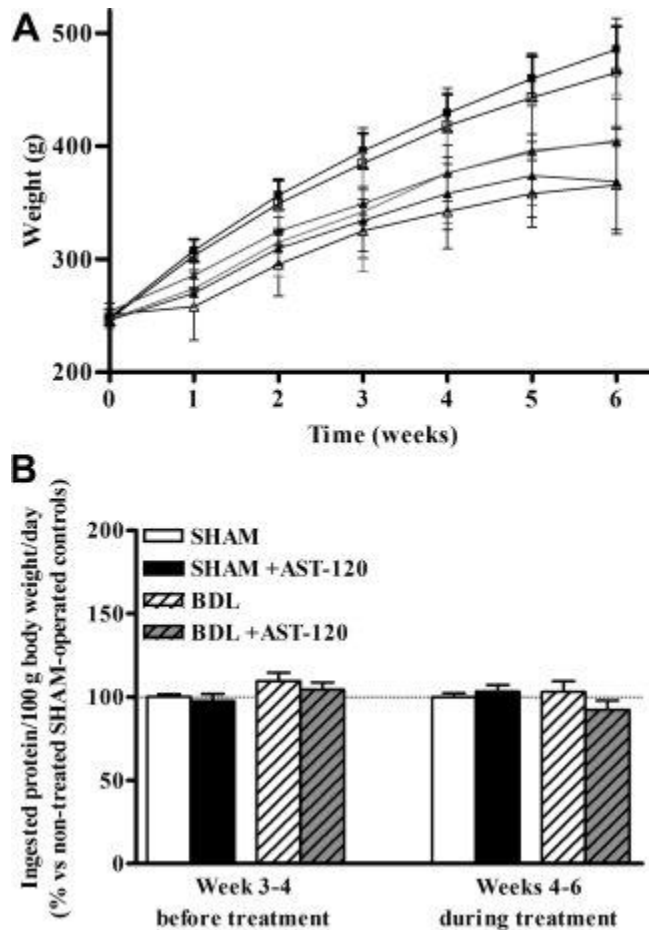 A
500
400
300
200
Weight (g)
0 1 2 3 4 5 6
Time (weeks)
B
Ingested protein/100 g body weight/day
(% vs non-treated SHAM-operated controls)
200
150
100
50
0
SHAM
SHAM +AST-120
BDL
BDL +AST-120
Week 3-4 Weeks 4-6
before treatment during treatment